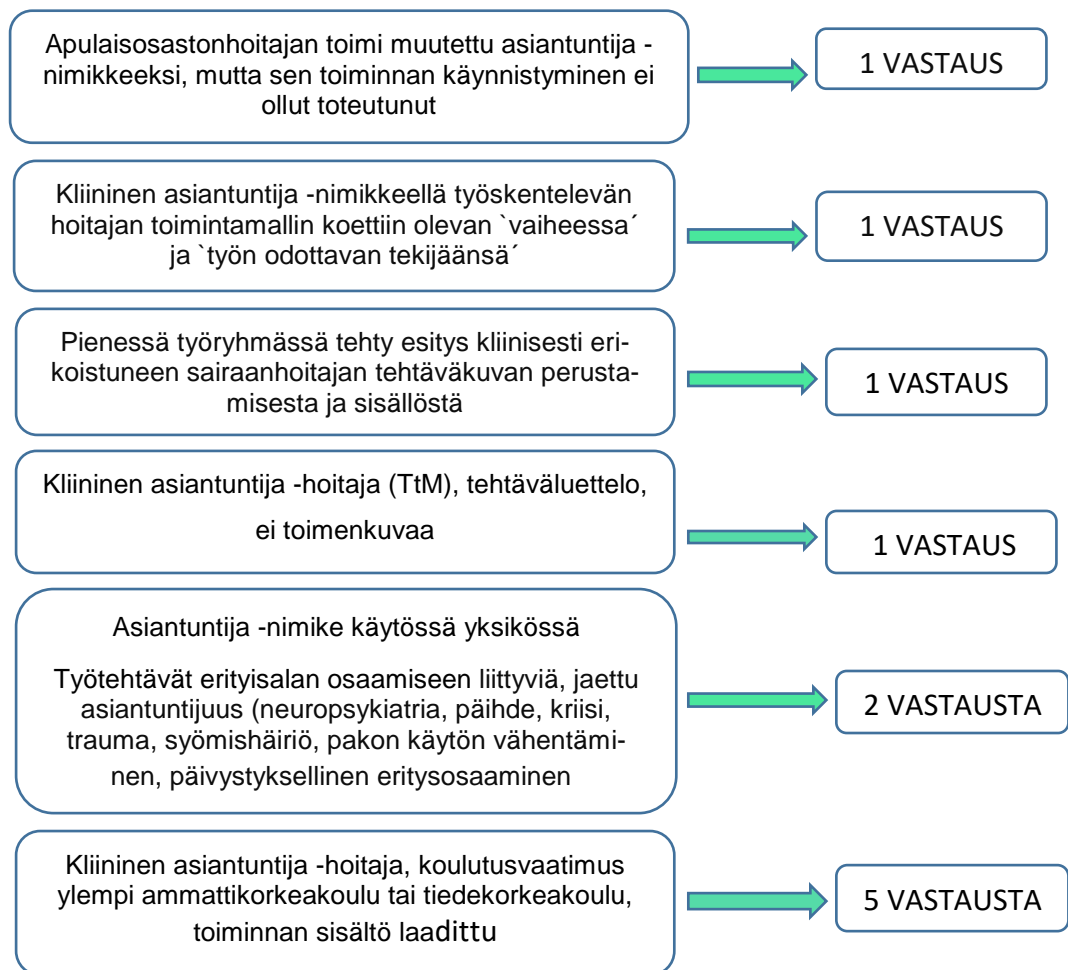 Apulaisosastonhoitajan toimi muutettu asiantuntija -
nimikkeeksi, mutta sen toiminnan käynnistyminen ei
ollut toteutunut
1 VASTAUS
Kliininen asiantuntija -nimikkeellä työskentelevän
hoitajan toimintamallin koettiin olevan `vaiheessa´
ja `työn odottavan tekijäänsä´
1 VASTAUS
Pienessä työryhmässä tehty esitys kliinisesti eri-
koistuneen sairaanhoitajan tehtäväkuvan perusta-
misesta ja sisällöstä
1 VASTAUS
Kliininen asiantuntija -hoitaja (TtM), tehtäväluettelo,
ei toimenkuvaa
1 VASTAUS
Asiantuntija -nimike käytössä yksikössä
Työtehtävät erityisalan osaamiseen liittyviä, jaettu
asiantuntijuus (neuropsykiatria, päihde, kriisi,
trauma, syömishäiriö, pakon käytön vähentämi-
nen, päivystyksellinen eritysosaaminen
2 VASTAUSTA
Kliininen asiantuntija -hoitaja, koulutusvaatimus
ylempi ammattikorkeakoulu tai tiedekorkeakoulu,
toiminnan sisältö laadittu
5 VASTAUSTA